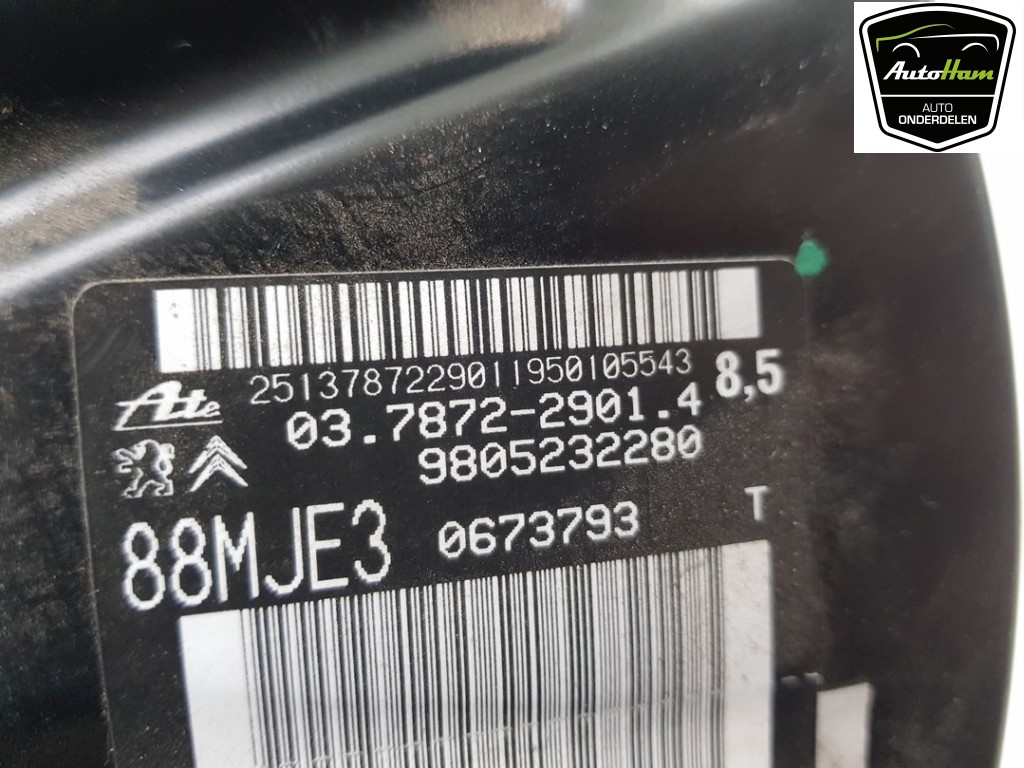 AutoHam
AUTO
ONDERDELEN
2513787229011950105543
8,5
Ate
03.7872-2901.4
9805232280
88MJE3
0673793
T